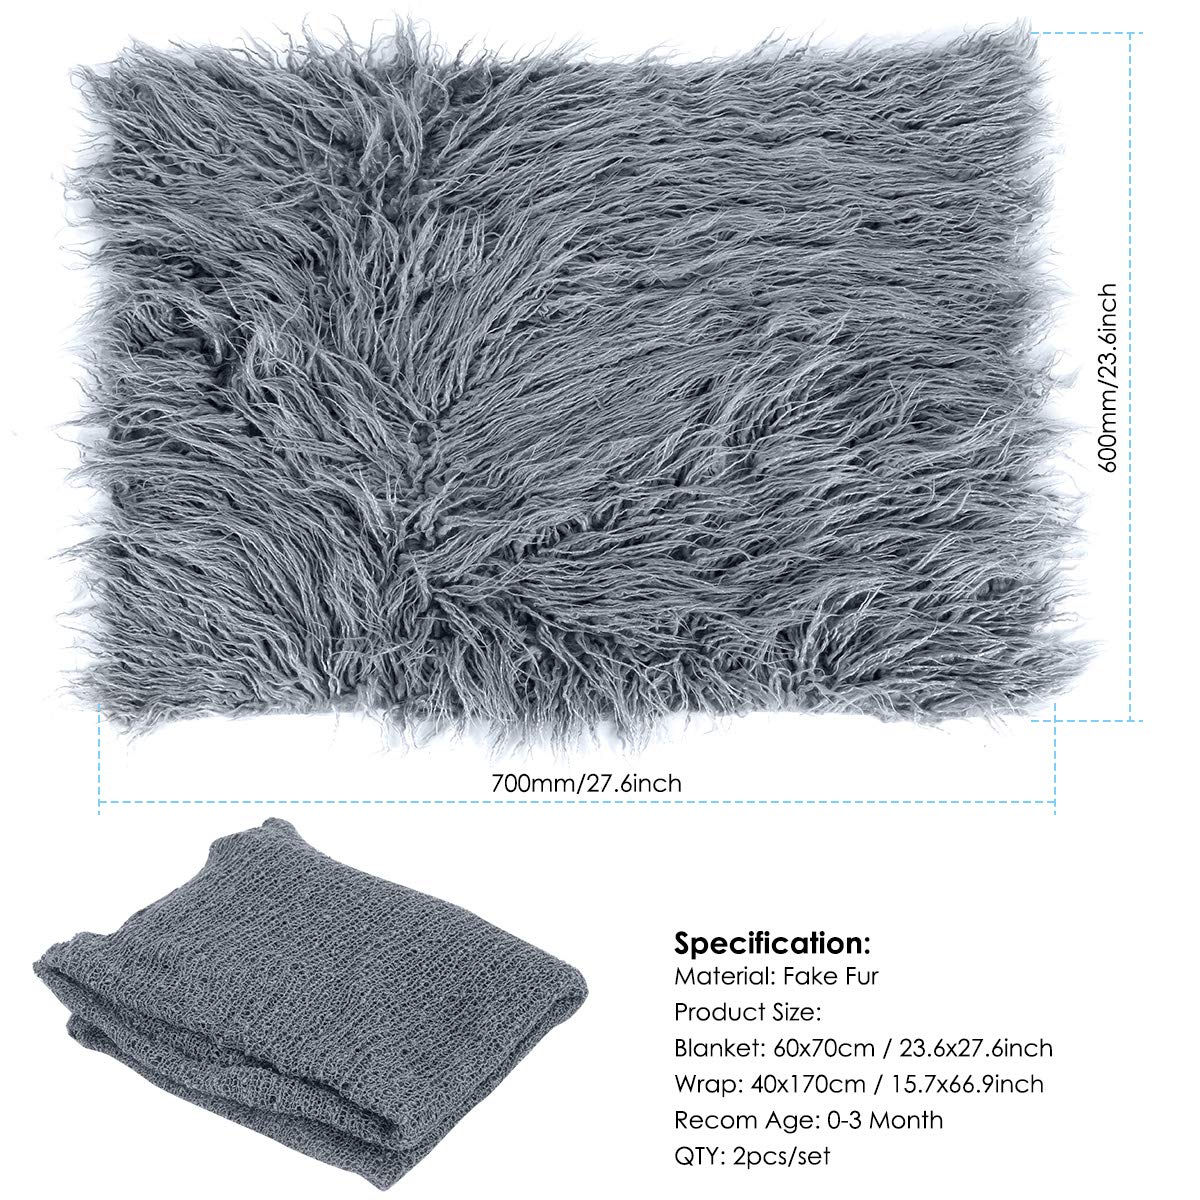 600mm/23.6inch
700mm/27.6inch
Specification:
Material: Fake Fur
Product Size:
Blanket: 60x70cm / 23.6x27.6inch
Wrap: 40x170cm / 15.7x66.9inch
Recom Age: 0-3 Month
QTY: 2pcs/set